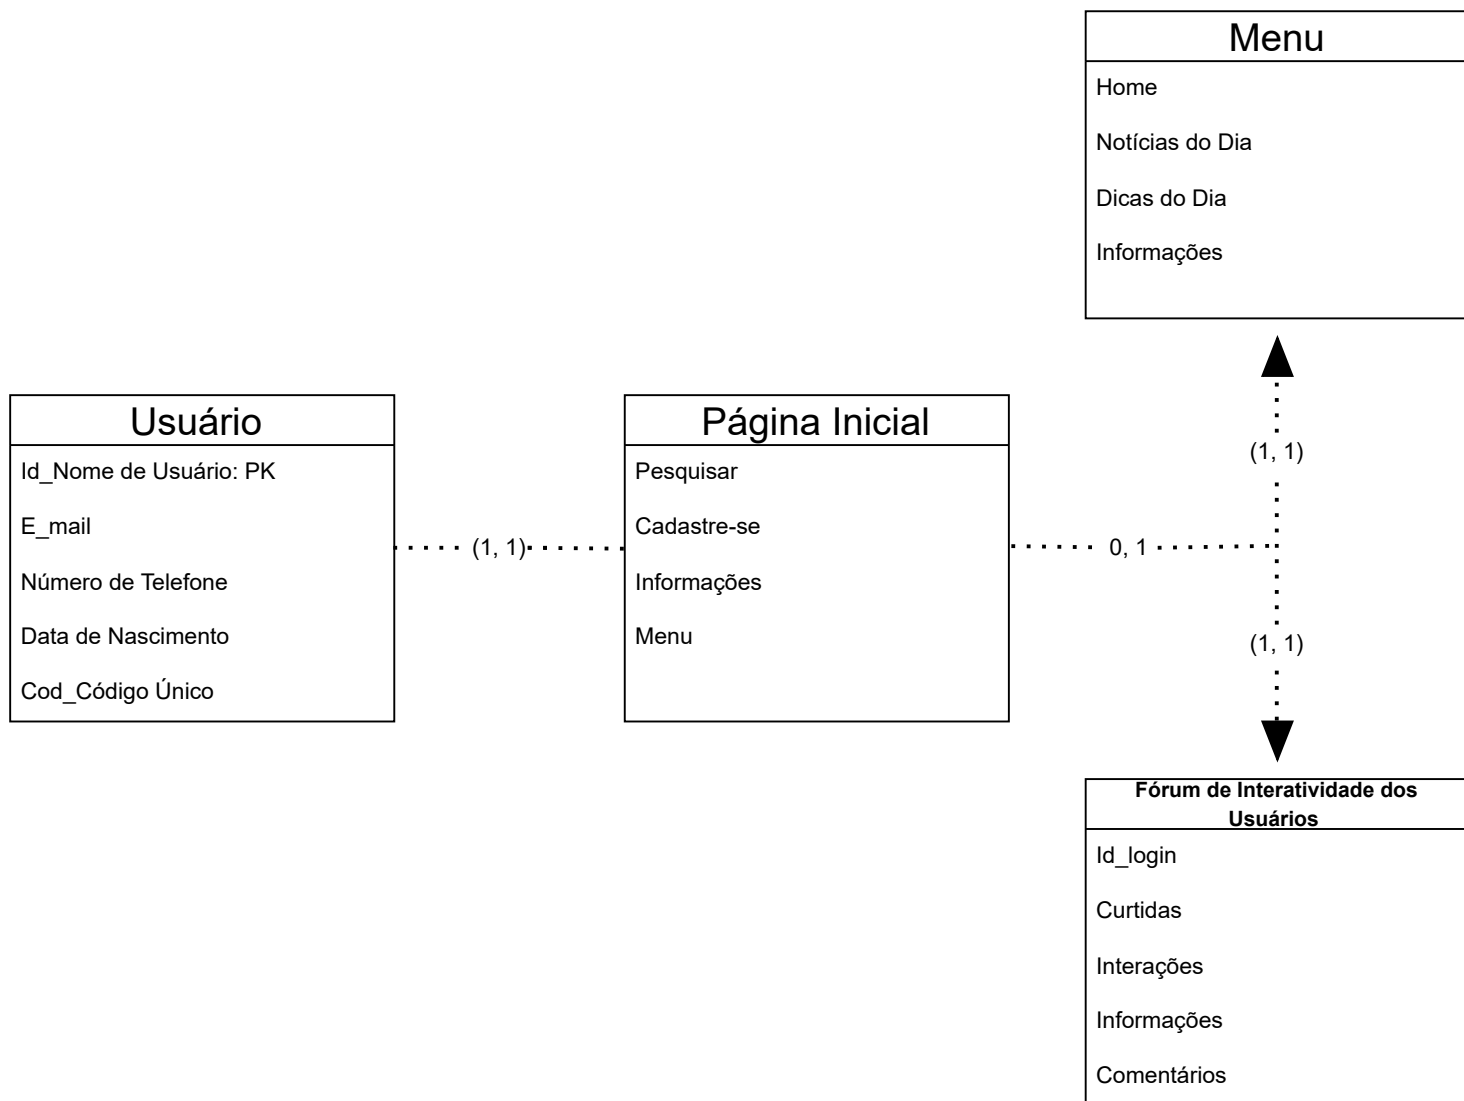 Menu
Home
Notícias do Dia
Dicas do Dia
Informações
Usuário
Id_Nome de Usuário: PK
E_mail
Número de Telefone
Data de Nascimento
Cod_Código Único
(1, 1)
Página Inicial
Pesquisar
Cadastre-se
Informações
Menu
0, 1
(1, 1)
(1, 1)
Fórum de Interatividade dos
Usuários
Id_login
Curtidas
Interações
Informações
Comentários